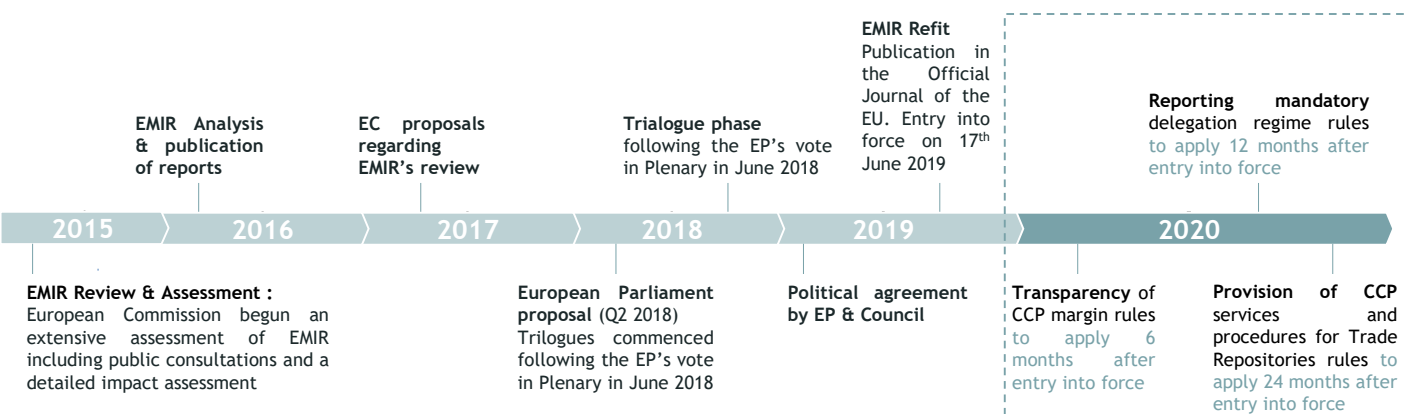 EMIR Refit
Publication in
the Official
Journal of the
EU. Entry into
force on 17th
June 2019
EMIR Analysis
& publication
of reports
EC proposals
regarding
EMIR’s review
Trialogue phase
following the EP’s vote
in Plenary in June 2018
Reporting mandatory
delegation regime rules
to apply 12 months after
entry into force
2015
2016
2017
2018
2019
2020
EMIR Review & Assessment :
European Commission begun an
extensive assessment of EMIR
including public consultations and a
detailed impact assessment
European Parliament
proposal (Q2 2018)
Trilogues commenced
following the EP’s vote
in Plenary in June 2018
Political agreement
by EP & Council
Transparency of
CCP margin rules
to apply 6
months after
entry into force
Provision of CCP
services and
procedures for Trade
Repositories rules to
apply 24 months after
entry into force